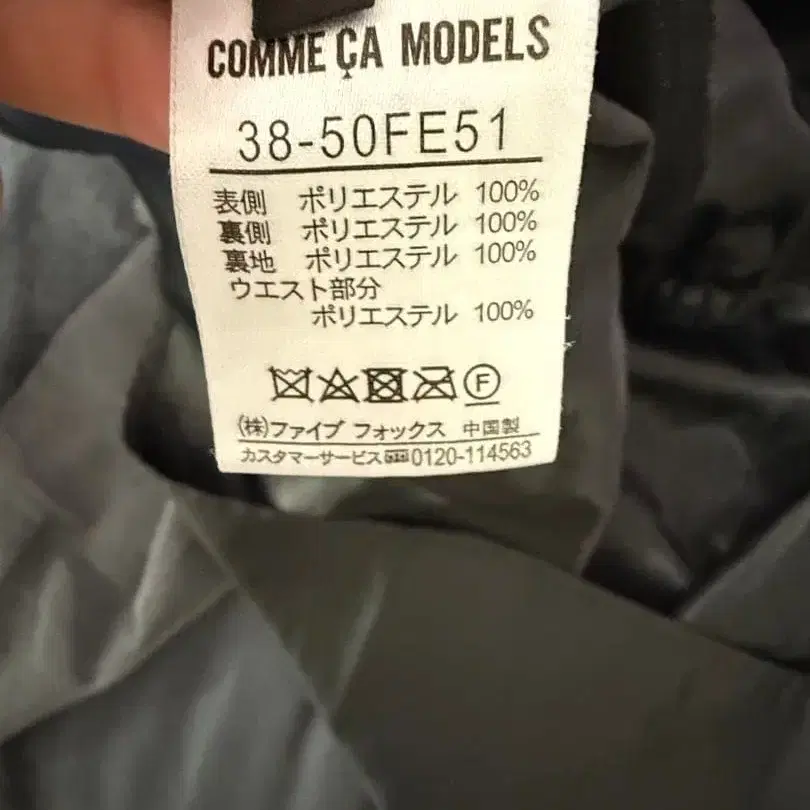 COMME ÇA MODELS
38-50FE51
表側 ポリエステル 100%
裏側 ポリエステル 100%
裏地 ポリエステル 100%
ウエスト部分
ポリエステル 100%
F
(株)ファイブ フォックス 中国製
カスタマーサービス 0120-114563